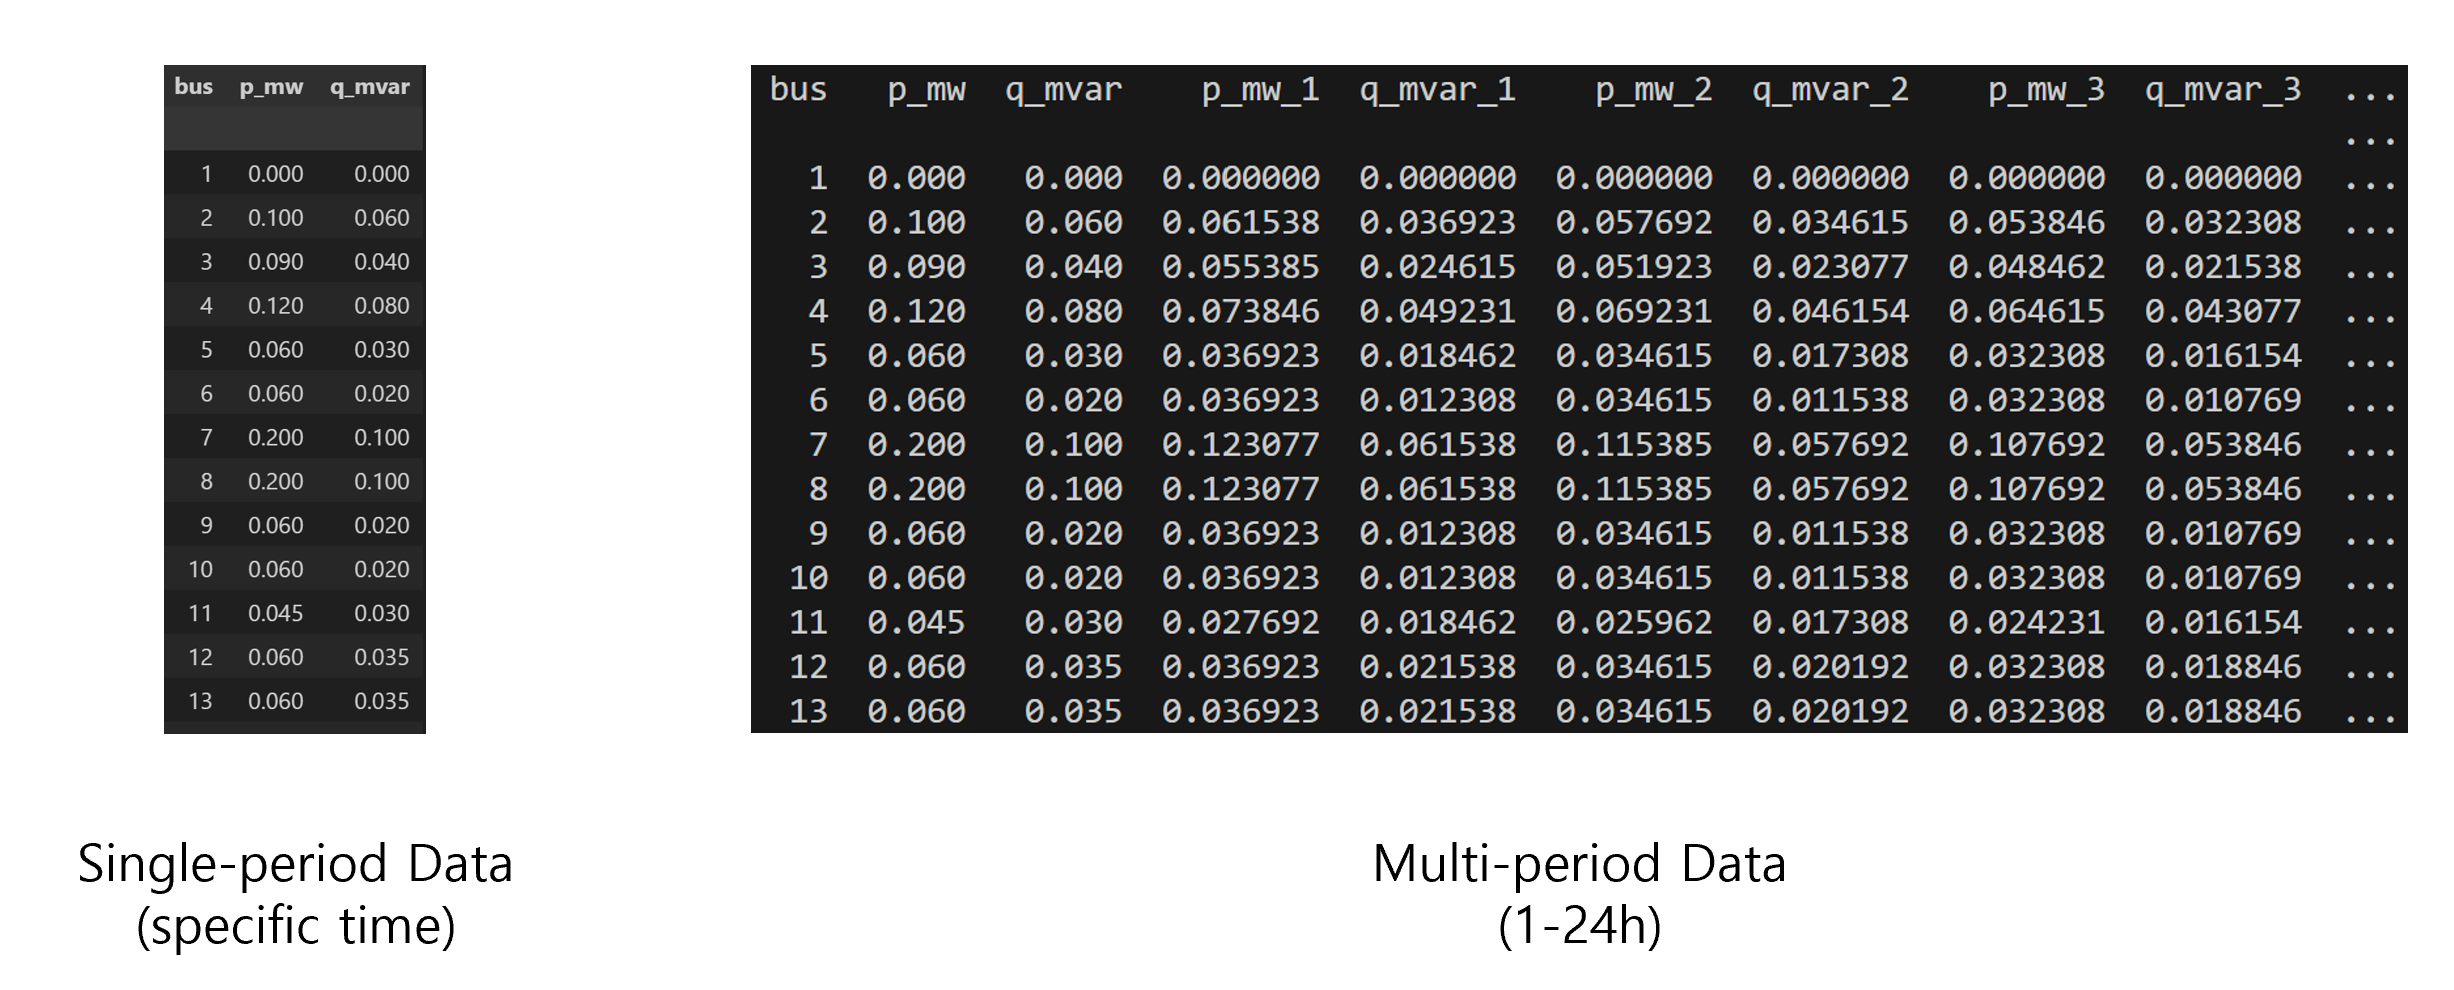 bus p_mw q_mvar
1 0.000 0.000
2 0.100 0.060
3 0.090 0.040
4 0.120 0.080
5 0.060 0.030
6 0.060 0.020
7 0.200 0.100
8 0.200 0.100
9 0.060 0.020
10 0.060 0.020
11 0.045 0.030
12 0.060 0.035
13 0.060 0.035
Single-period Data
(specific time)
bus p_mw q_mvar p_mw_1 q_mvar_1 p_mw_2 q_mvar_2 p_mw_3 q_mvar_3 ...
...
1 0.000 0.000 0.000000 0.000000 0.000000 0.000000 0.000000 0.000000 ...
2 0.100 0.060 0.061538 0.036923 0.057692 0.034615 0.053846 0.032308 ...
3 0.090 0.040 0.055385 0.024615 0.051923 0.023077 0.048462 0.021538 ...
4 0.120 0.080 0.073846 0.049231 0.069231 0.046154 0.064615 0.043077 ...
5 0.060 0.030 0.036923 0.018462 0.034615 0.017308 0.032308 0.016154 ...
6 0.060 0.020 0.036923 0.012308 0.034615 0.011538 0.032308 0.010769 ...
7 0.200 0.100 0.123077 0.061538 0.115385 0.057692 0.107692 0.053846 ...
8 0.200 0.100 0.123077 0.061538 0.115385 0.057692 0.107692 0.053846 ...
9 0.060 0.020 0.036923 0.012308 0.034615 0.011538 0.032308 0.010769 ...
10 0.060 0.020 0.036923 0.012308 0.034615 0.011538 0.032308 0.010769 ...
11 0.045 0.030 0.027692 0.018462 0.025962 0.017308 0.024231 0.016154 ...
12 0.060 0.035 0.036923 0.021538 0.034615 0.020192 0.032308 0.018846 ...
13 0.060 0.035 0.036923 0.021538 0.034615 0.020192 0.032308 0.018846 ...
Multi-period Data
(1-24h)